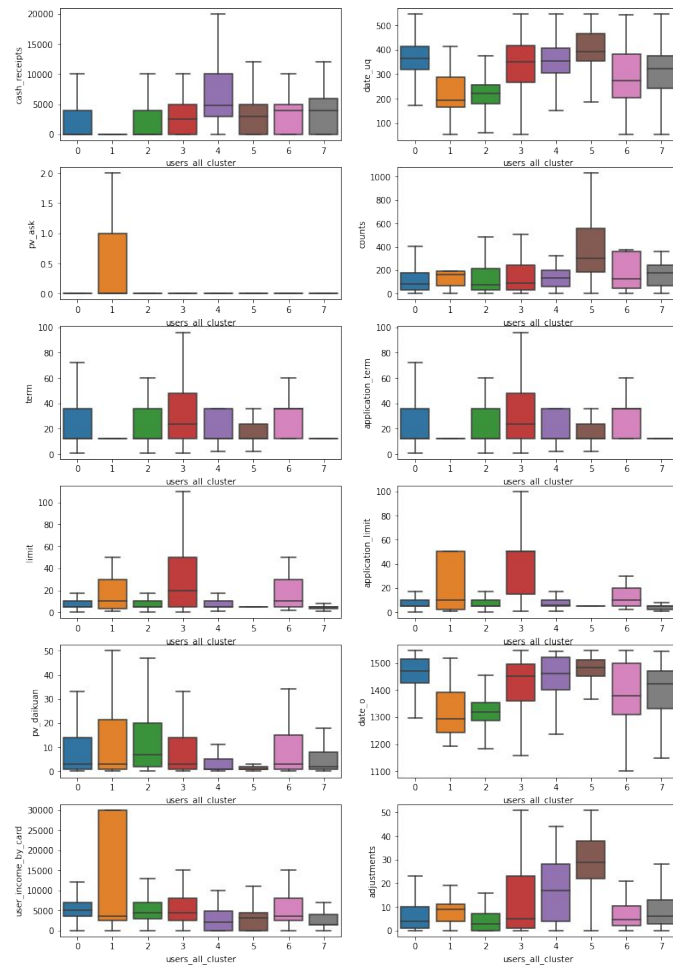 cash_receipts
20000
15000
10000
5000
0
0 1 2 3 4 5 6 7
users_all_cluster
date_uq
500
400
300
200
100
0 1 2 3 4 5 6 7
users_all_cluster
pv_ask
2.0
1.5
1.0
0.5
0.0
0 1 2 3 4 5 6 7
users_all_cluster
counts
1000
800
600
400
200
0
0 1 2 3 4 5 6 7
users_all_cluster
term
100
80
60
40
20
0
0 1 2 3 4 5 6 7
users_all_cluster
application_term
100
80
60
40
20
0
0 1 2 3 4 5 6 7
users_all_cluster
limit
100
80
60
40
20
0
0 1 2 3 4 5 6 7
users_all_cluster
application_limit
100
80
60
40
20
0
0 1 2 3 4 5 6 7
users_all_cluster
pv_daikuan
50
40
30
20
10
0
0 1 2 3 4 5 6 7
users_all_cluster
date_o
1500
1400
1300
1200
1100
0 1 2 3 4 5 6 7
users_all_cluster
user_income_by_card
30000
25000
20000
15000
10000
5000
0
0 1 2 3 4 5 6 7
users_all_cluster
adjustments
50
40
30
20
10
0
0 1 2 3 4 5 6 7
users_all_cluster